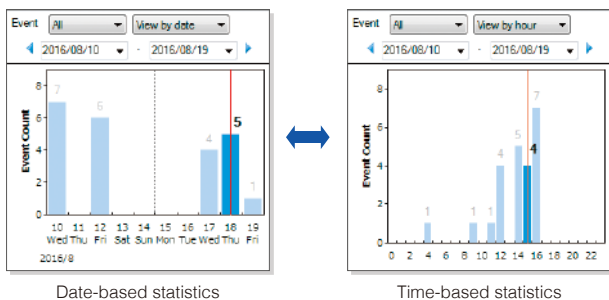 Event All View by date
2016/08/10 - 2016/08/19
Event Count
8
6
4
2
0
7
6
4
5
1
10 11 12 13 14 15 16 17 18 19
Wed Thu Fri Sat Sun Mon Tue Wed Thu Fri
2016/8
Date-based statistics
Event All View by hour
2016/08/10 - 2016/08/19
Event Count
8
6
4
2
0
1
1
1
4
5
4
7
0 2 4 6 8 10 12 14 16 18 20 22
Time-based statistics